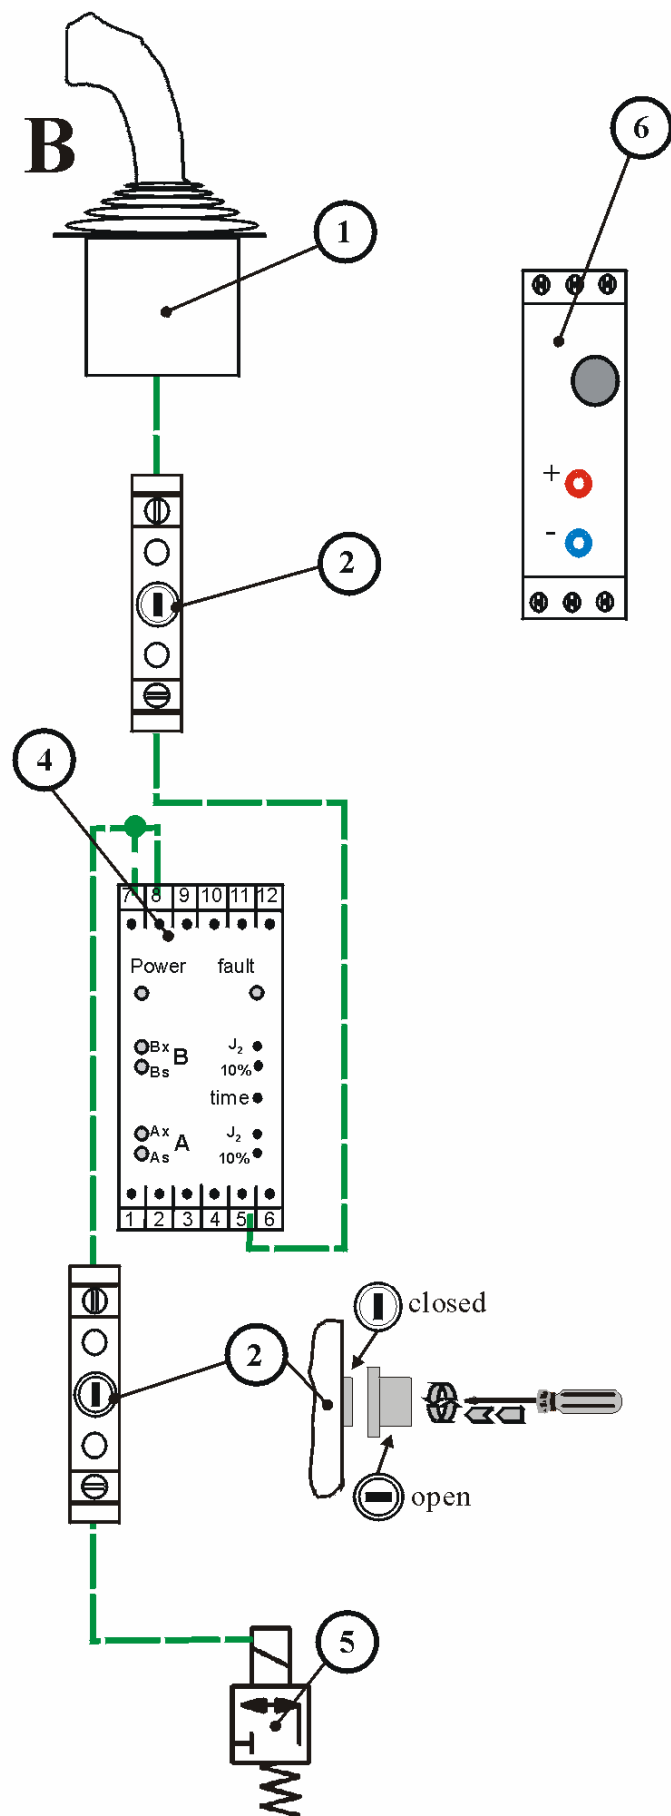 B
6
1
+
-
2
4
7 8 9 10 11 12
Power fault
Bx B J2
Bs 10%
time
Ax A J2
As 10%
1 2 3 4 5 6
closed
2
open
5